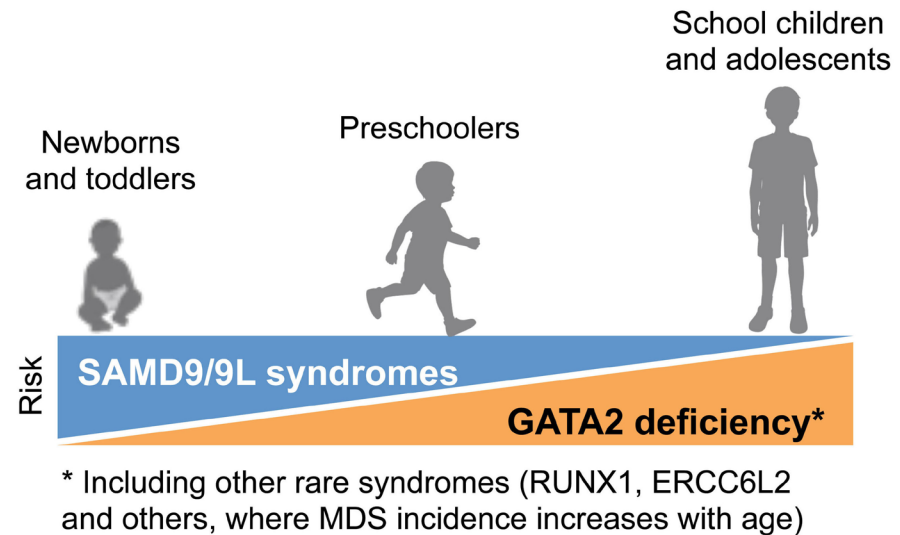 School children
and adolescents
Preschoolers
Newborns
and toddlers
Risk
SAMD9/9L syndromes
GATA2 deficiency*
* Including other rare syndromes (RUNX1, ERCC6L2
and others, where MDS incidence increases with age)